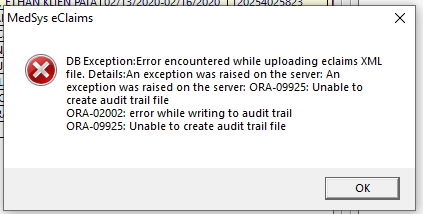 ETHAN KLIEN PATA 02/13/2020-02/16/2020 120254025823
MedSys eClaims
DB Exception:Error encountered while uploading eclaims XML
file. Details:An exception was raised on the server: An
exception was raised on the server: ORA-09925: Unable to
create audit trail file
ORA-02002: error while writing to audit trail
ORA-09925: Unable to create audit trail file
OK